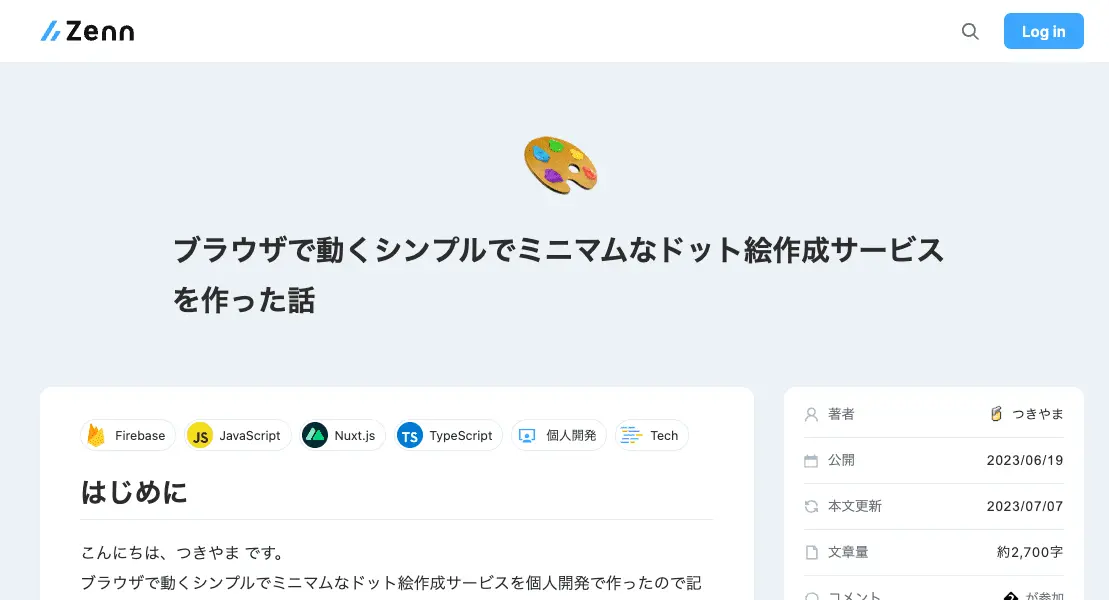 Zenn
Log in
ブラウザで動くシンプルでミニマムなドット絵作成サービス
を作った話
Firebase
JS JavaScript
Nuxt.js
TS TypeScript
個人開発
Tech
はじめに
こんにちは、つきやま です。
ブラウザで動くシンプルでミニマムなドット絵作成サービスを個人開発で作ったので記
著者
つきやま
公開
2023/06/19
本文更新
2023/07/07
文章量
約2,700字
コメント
� が参加